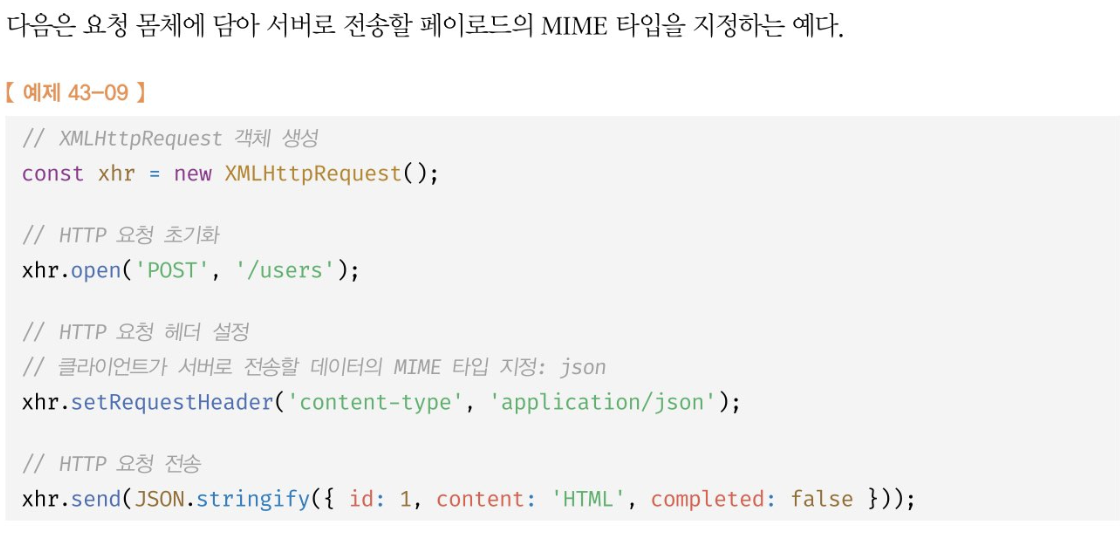 다음은 요청 몸체에 담아 서버로 전송할 페이로드의 MIME 타입을 지정하는 예다.
【 예제 43-09 】
// XMLHttpRequest 객체 생성
const xhr = new XMLHttpRequest();
// HTTP 요청 초기화
xhr.open('POST', '/users');
// HTTP 요청 헤더 설정
// 클라이언트가 서버로 전송할 데이터의 MIME 타입 지정: json
xhr.setRequestHeader('content-type', 'application/json');
// HTTP 요청 전송
xhr.send(JSON.stringify({ id: 1, content: 'HTML', completed: false }));